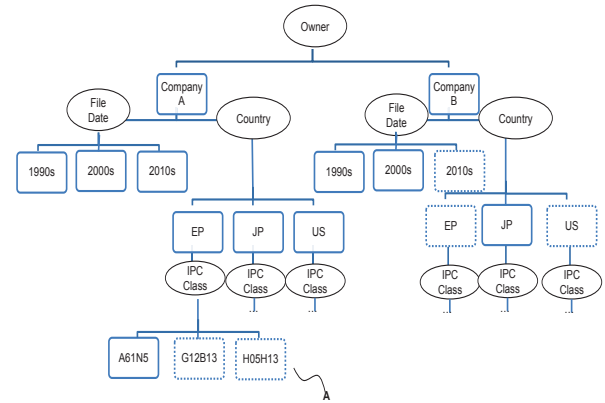 Owner
Company
A
Company
B
File
Date
Country
File
Date
Country
1990s
2000s
2010s
1990s
2000s
2010s
EP
JP
US
EP
JP
US
IPC
Class
IPC
Class
IPC
Class
IPC
Class
IPC
Class
IPC
Class
...
...
...
...
...
A61N5
G12B13
H05H13
A